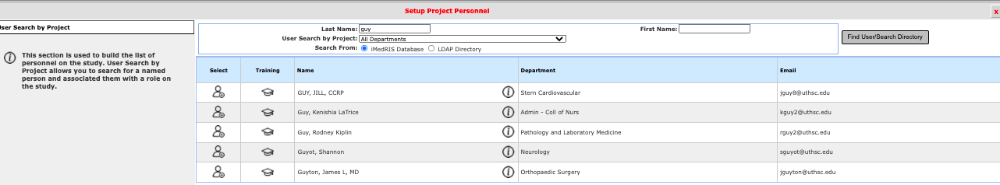 Setup Project Personnel
x
User Search by Project
This section is used to build the list of
personnel on the study. User Search by
Project allows you to search for a named
person and associated them with a role on
the study.
Last Name: guy First Name:
User Search by Project: All Departments
Search From: iMedRIS Database LDAP Directory
Find User/Search Directory
Select Training Name Department Email
GUY, JILL, CCRP Stern Cardiovascular jguy8@uthsc.edu
Guy, Kenishia LaTrice Admin - Coll of Nurs kguy2@uthsc.edu
Guy, Rodney Kiplin Pathology and Laboratory Medicine rguy2@uthsc.edu
Guyot, Shannon Neurology sguyot@uthsc.edu
Guyton, James L, MD Orthopaedic Surgery jguyton@uthsc.edu